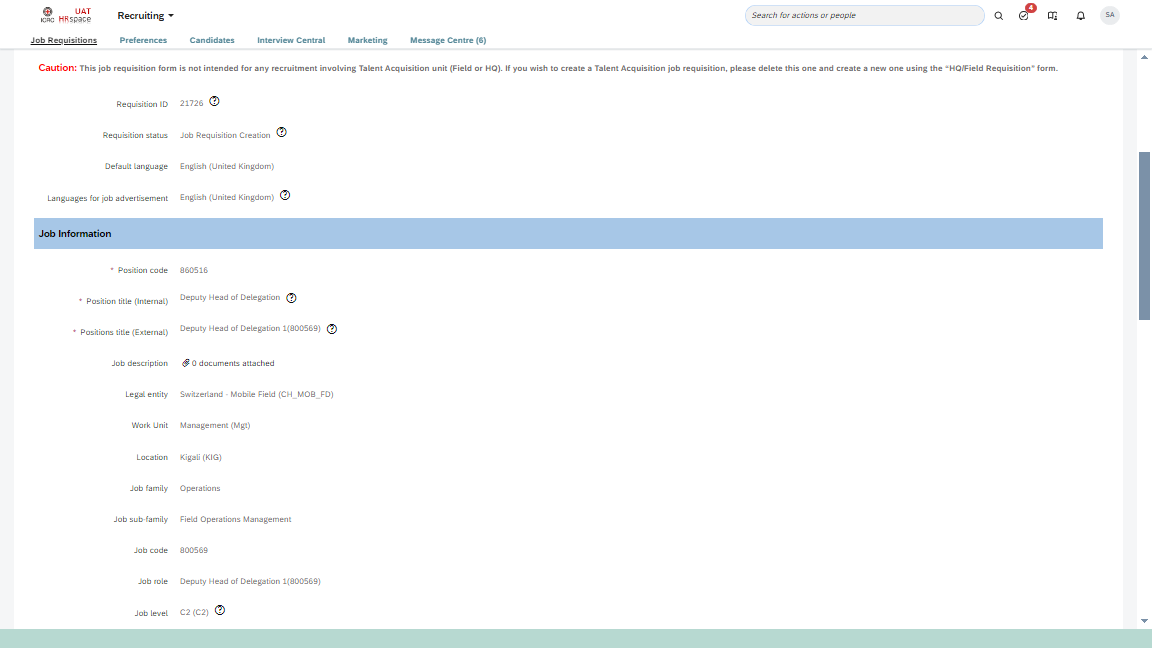 ICRC
UAT
HRspace
Recruiting
Search for actions or people
4
SA
Job Requisitions
Preferences
Candidates
Interview Central
Marketing
Message Centre (6)
Caution: This job requisition form is not intended for any recruitment involving Talent Acquisition unit (Field or HQ). If you wish to create a Talent Acquisition job requisition, please delete this one and create a new one using the "HQ/Field Requisition" form.
Requisition ID 21726
Requisition status Job Requisition Creation
Default language English (United Kingdom)
Languages for job advertisement English (United Kingdom)
Job Information
* Position code 860516
* Position title (Internal) Deputy Head of Delegation
* Positions title (External) Deputy Head of Delegation 1(800569)
Job description 0 documents attached
Legal entity Switzerland - Mobile Field (CH_MOB_FD)
Work Unit Management (Mgt)
Location Kigali (KIG)
Job family Operations
Job sub-family Field Operations Management
Job code 800569
Job role Deputy Head of Delegation 1(800569)
Job level C2 (C2)